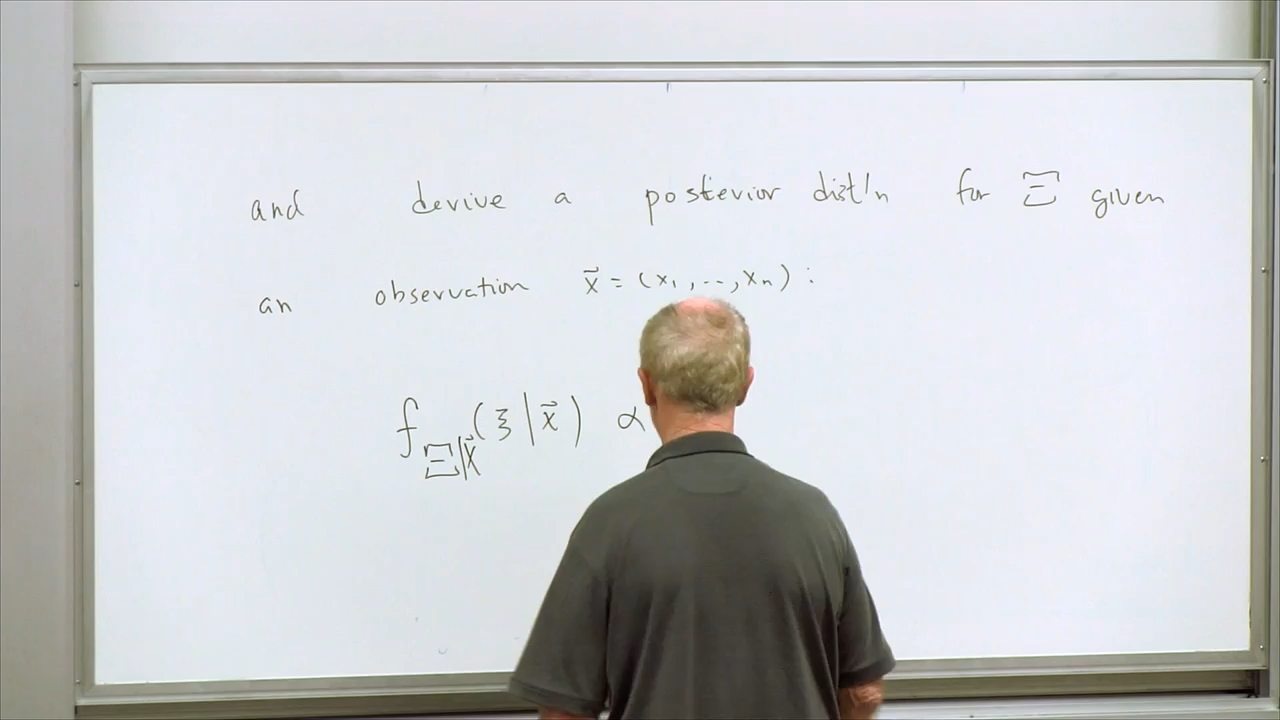 and derive a posterior dist'n for Ξ given
an observation x⃗ = (x₁, ..., xₙ) :
f_{Ξ|X⃗}(ξ | x⃗) ∝